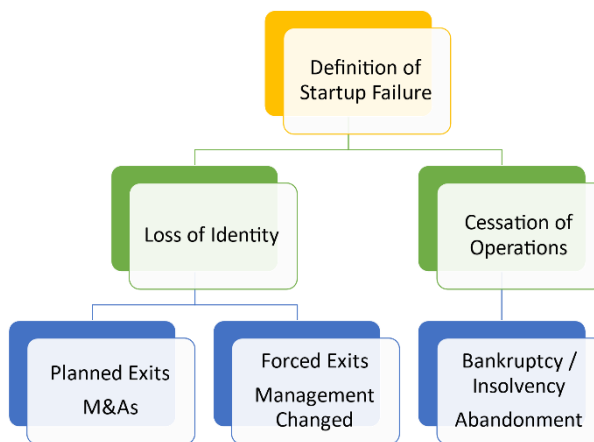 Definition of
Startup Failure
Loss of Identity
Cessation of
Operations
Planned Exits
M&As
Forced Exits
Management
Changed
Bankruptcy /
Insolvency
Abandonment